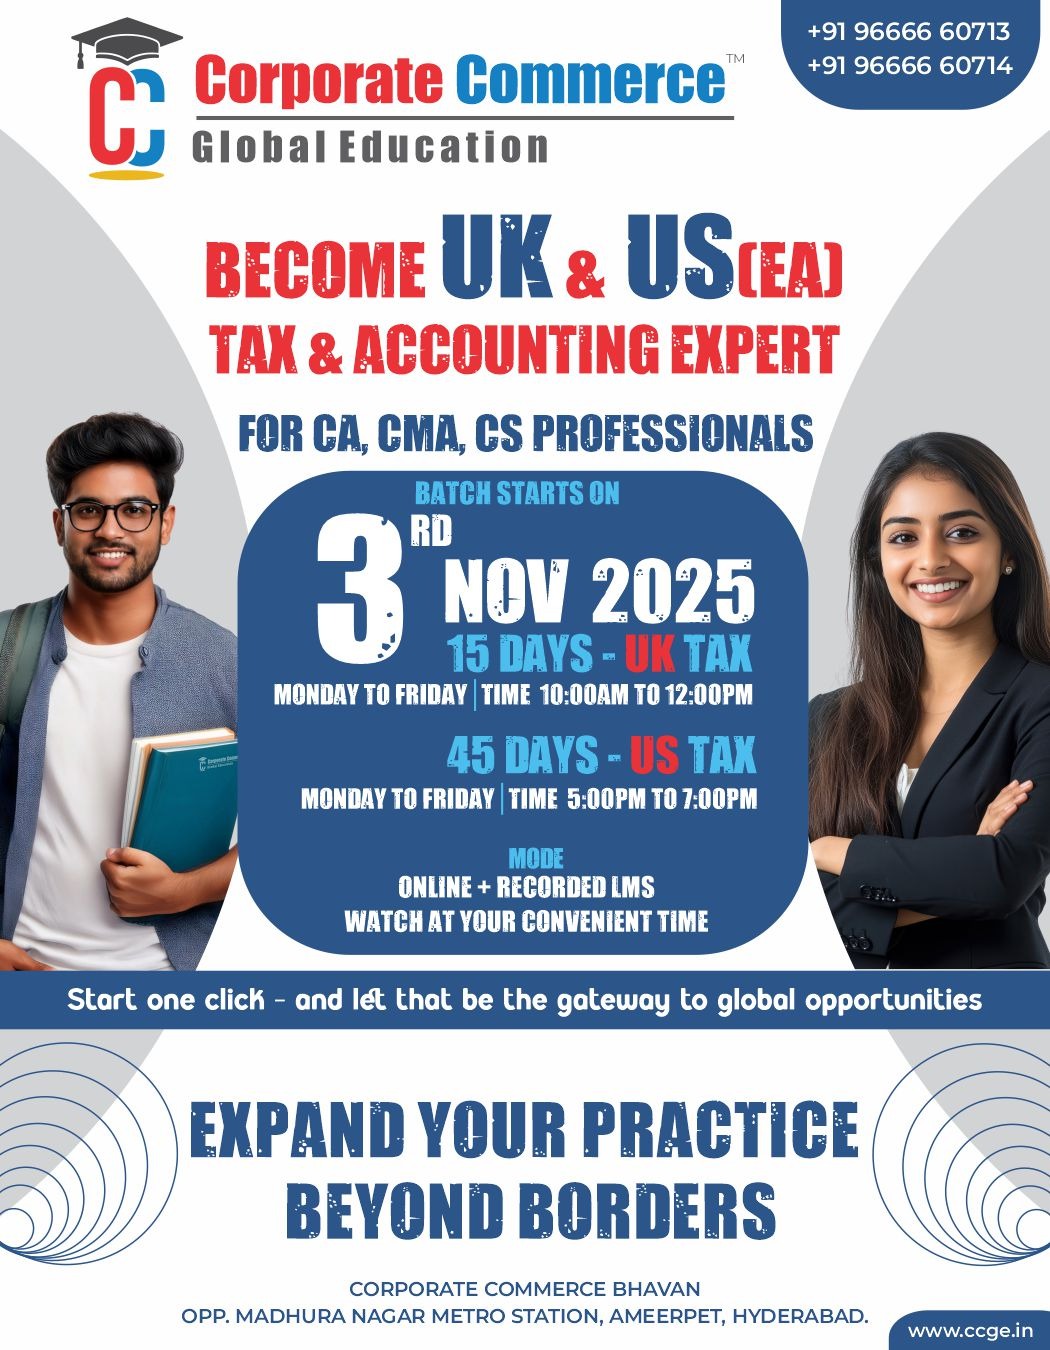 +91 96666 60713
+91 96666 60714
CC
Corporate Commerce™
Global Education
BECOME UK & US(EA)
TAX & ACCOUNTING EXPERT
FOR CA, CMA, CS PROFESSIONALS
BATCH STARTS ON
3RD NOV 2025
15 DAYS - UK TAX
MONDAY TO FRIDAY | TIME 10:00AM TO 12:00PM
45 DAYS - US TAX
MONDAY TO FRIDAY | TIME 5:00PM TO 7:00PM
MODE
ONLINE + RECORDED LMS
WATCH AT YOUR CONVENIENT TIME
Start one click - and let that be the gateway to global opportunities
EXPAND YOUR PRACTICE
BEYOND BORDERS
CORPORATE COMMERCE BHAVAN
OPP. MADHURA NAGAR METRO STATION, AMEERPET, HYDERABAD.
www.ccge.in